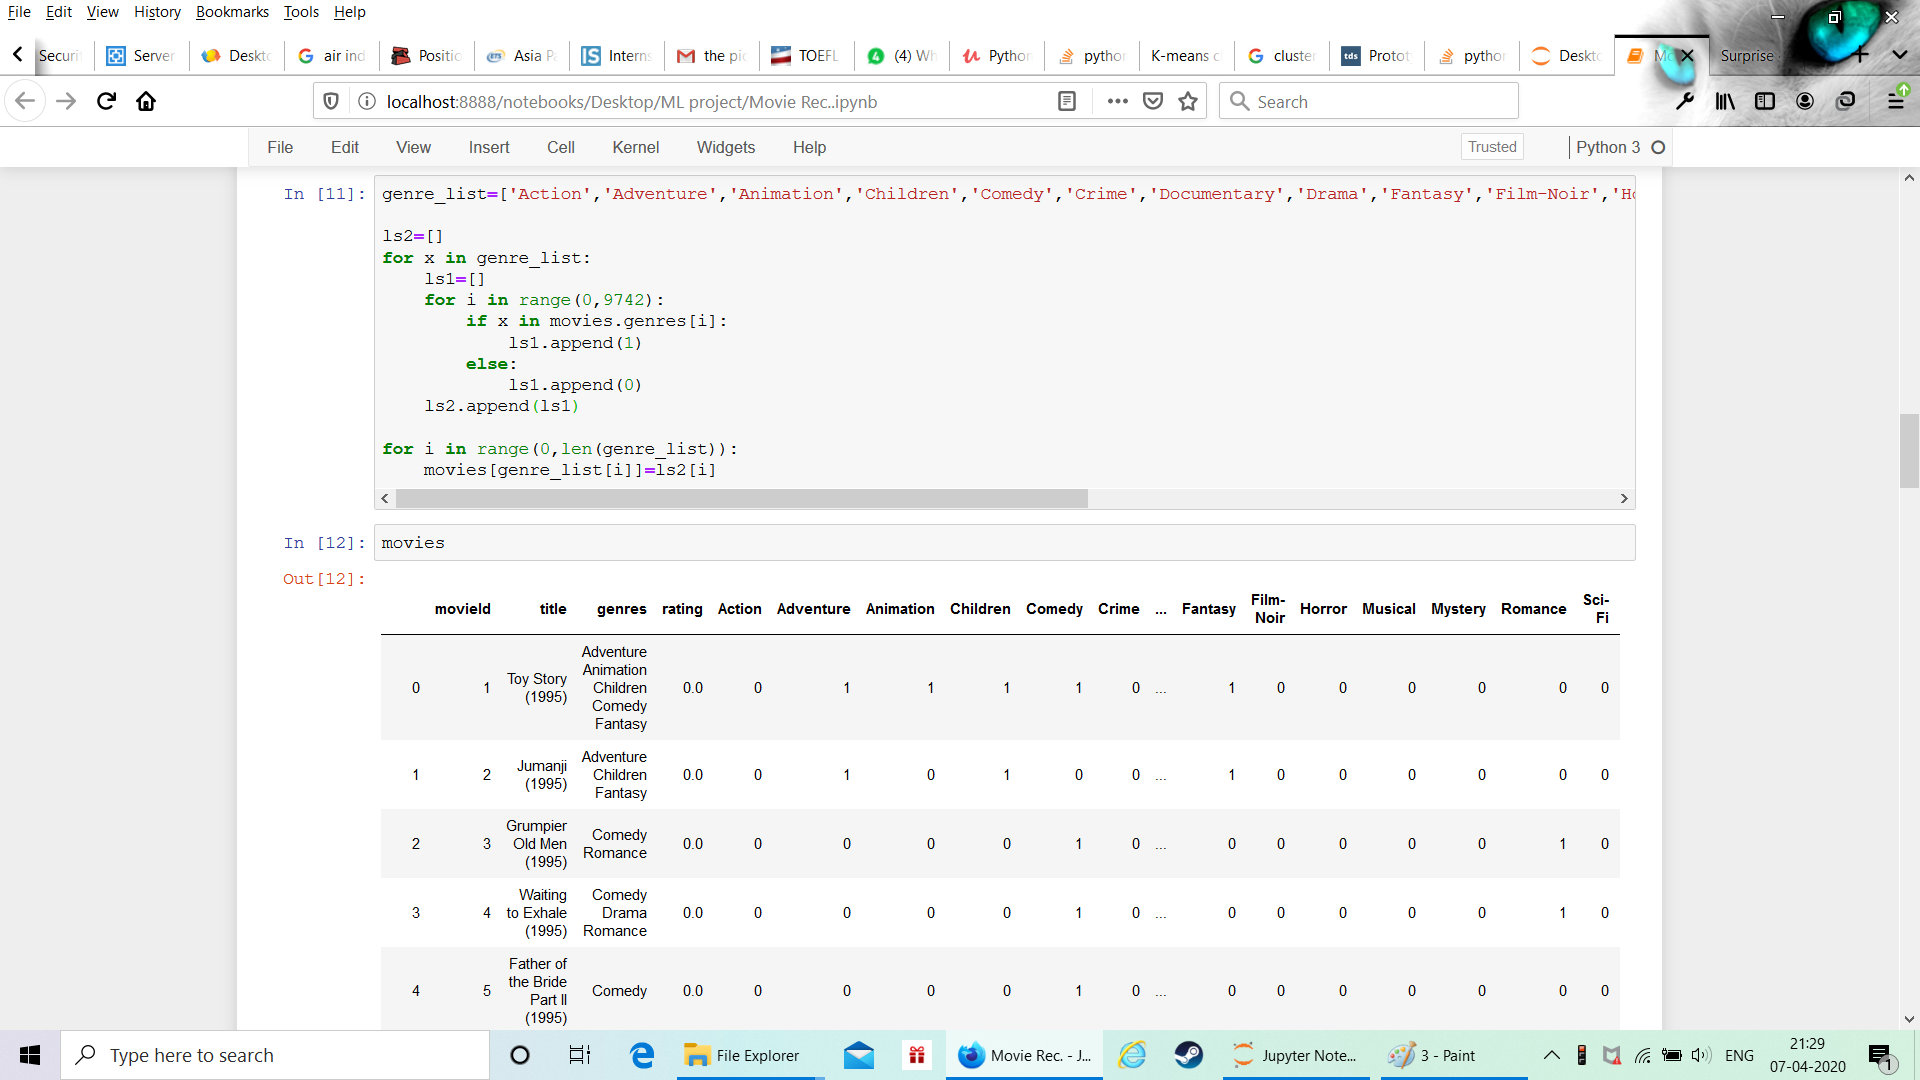 File Edit View History Bookmarks Tools Help
Securi Server Deskto air ind Positio Asia Pa Interns the pic TOEFL (4) Wh Python python K-means c cluster Protot python Deskto Mo Surprise
localhost:8888/notebooks/Desktop/ML project/Movie Rec..ipynb Search
File Edit View Insert Cell Kernel Widgets Help Trusted Python 3
In [11]: genre_list=['Action','Adventure','Animation','Children','Comedy','Crime','Documentary','Drama','Fantasy','Film-Noir','Ho
ls2=[]
for x in genre_list:
    ls1=[]
    for i in range(0,9742):
        if x in movies.genres[i]:
            ls1.append(1)
        else:
            ls1.append(0)
    ls2.append(ls1)
for i in range(0,len(genre_list)):
    movies[genre_list[i]]=ls2[i]
In [12]: movies
Out[12]:
movieId title genres rating Action Adventure Animation Children Comedy Crime ... Fantasy Film-Noir Horror Musical Mystery Romance Sci-Fi
0 1 Toy Story (1995) Adventure Animation Children Comedy Fantasy 0.0 0 1 1 1 1 0 ... 1 0 0 0 0 0 0
1 2 Jumanji (1995) Adventure Children Fantasy 0.0 0 1 0 1 0 0 ... 1 0 0 0 0 0 0
2 3 Grumpier Old Men (1995) Comedy Romance 0.0 0 0 0 0 1 0 ... 0 0 0 0 0 1 0
3 4 Waiting to Exhale (1995) Comedy Drama Romance 0.0 0 0 0 0 1 0 ... 0 0 0 0 0 1 0
4 5 Father of the Bride Part II (1995) Comedy 0.0 0 0 0 0 1 0 ... 0 0 0 0 0 0 0
Type here to search File Explorer Movie Rec. - J... Jupyter Note... 3 - Paint ENG 21:29
07-04-2020 1